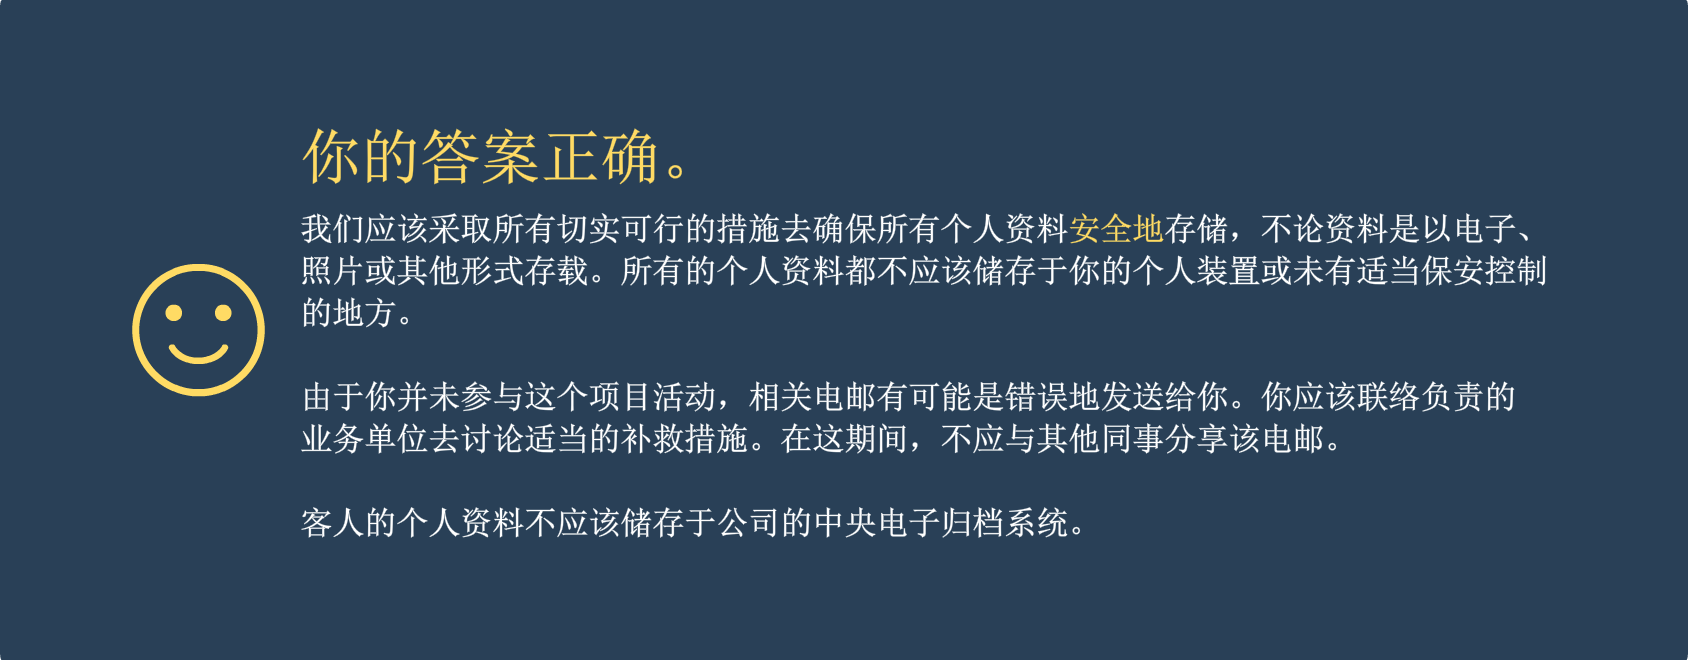 你的答案正确。
我们应该采取所有切实可行的措施去确保所有个人资料安全地存储，不论资料是以电子、
照片或其他形式存载。所有的个人资料都不应该储存于你的个人装置或未有适当保安控制
的地方。
由于你并未参与这个项目活动，相关电邮有可能是错误地发送给你。你应该联络负责的
业务单位去讨论适当的补救措施。在这期间，不应与其他同事分享该电邮。
客人的个人资料不应该储存于公司的中央电子归档系统。